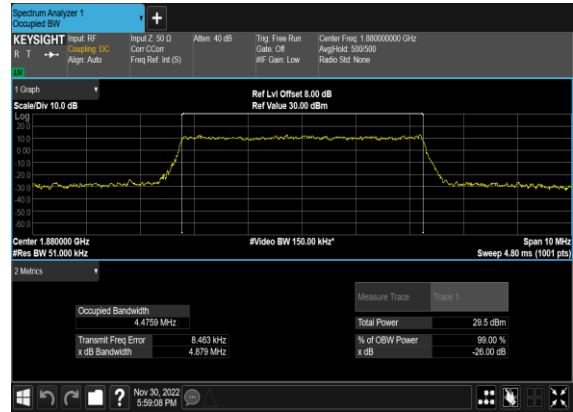 Spectrum Analyzer 1
Occupied BW
+
KEYSIGHT Input: RF Input Z: 50 Ω Atten: 40 dB Trig: Free Run Center Freq: 1.880000000 GHz
R T Coupling: DC Corr CCorr Gate: Off Avg|Hold: 500/500
Align: Auto Freq Ref: Int (S) #IF Gain: Low Radio Std: None
LW
1 Graph
Ref Lvl Offset 8.00 dB
Scale/Div 10.0 dB Ref Value 30.00 dBm
Log
20.0
10.0
0.00
-10.0
-20.0
-30.0
-40.0
-50.0
-60.0
Center 1.880000 GHz #Video BW 150.00 kHz* Span 10 MHz
#Res BW 51.000 kHz Sweep 4.80 ms (1001 pts)
2 Metrics
Measure Trace Trace 1
Occupied Bandwidth
4.4759 MHz Total Power 29.5 dBm
Transmit Freq Error 8.463 kHz % of OBW Power 99.00 %
x dB Bandwidth 4.879 MHz x dB -26.00 dB
? Nov 30, 2022
5:59:08 PM